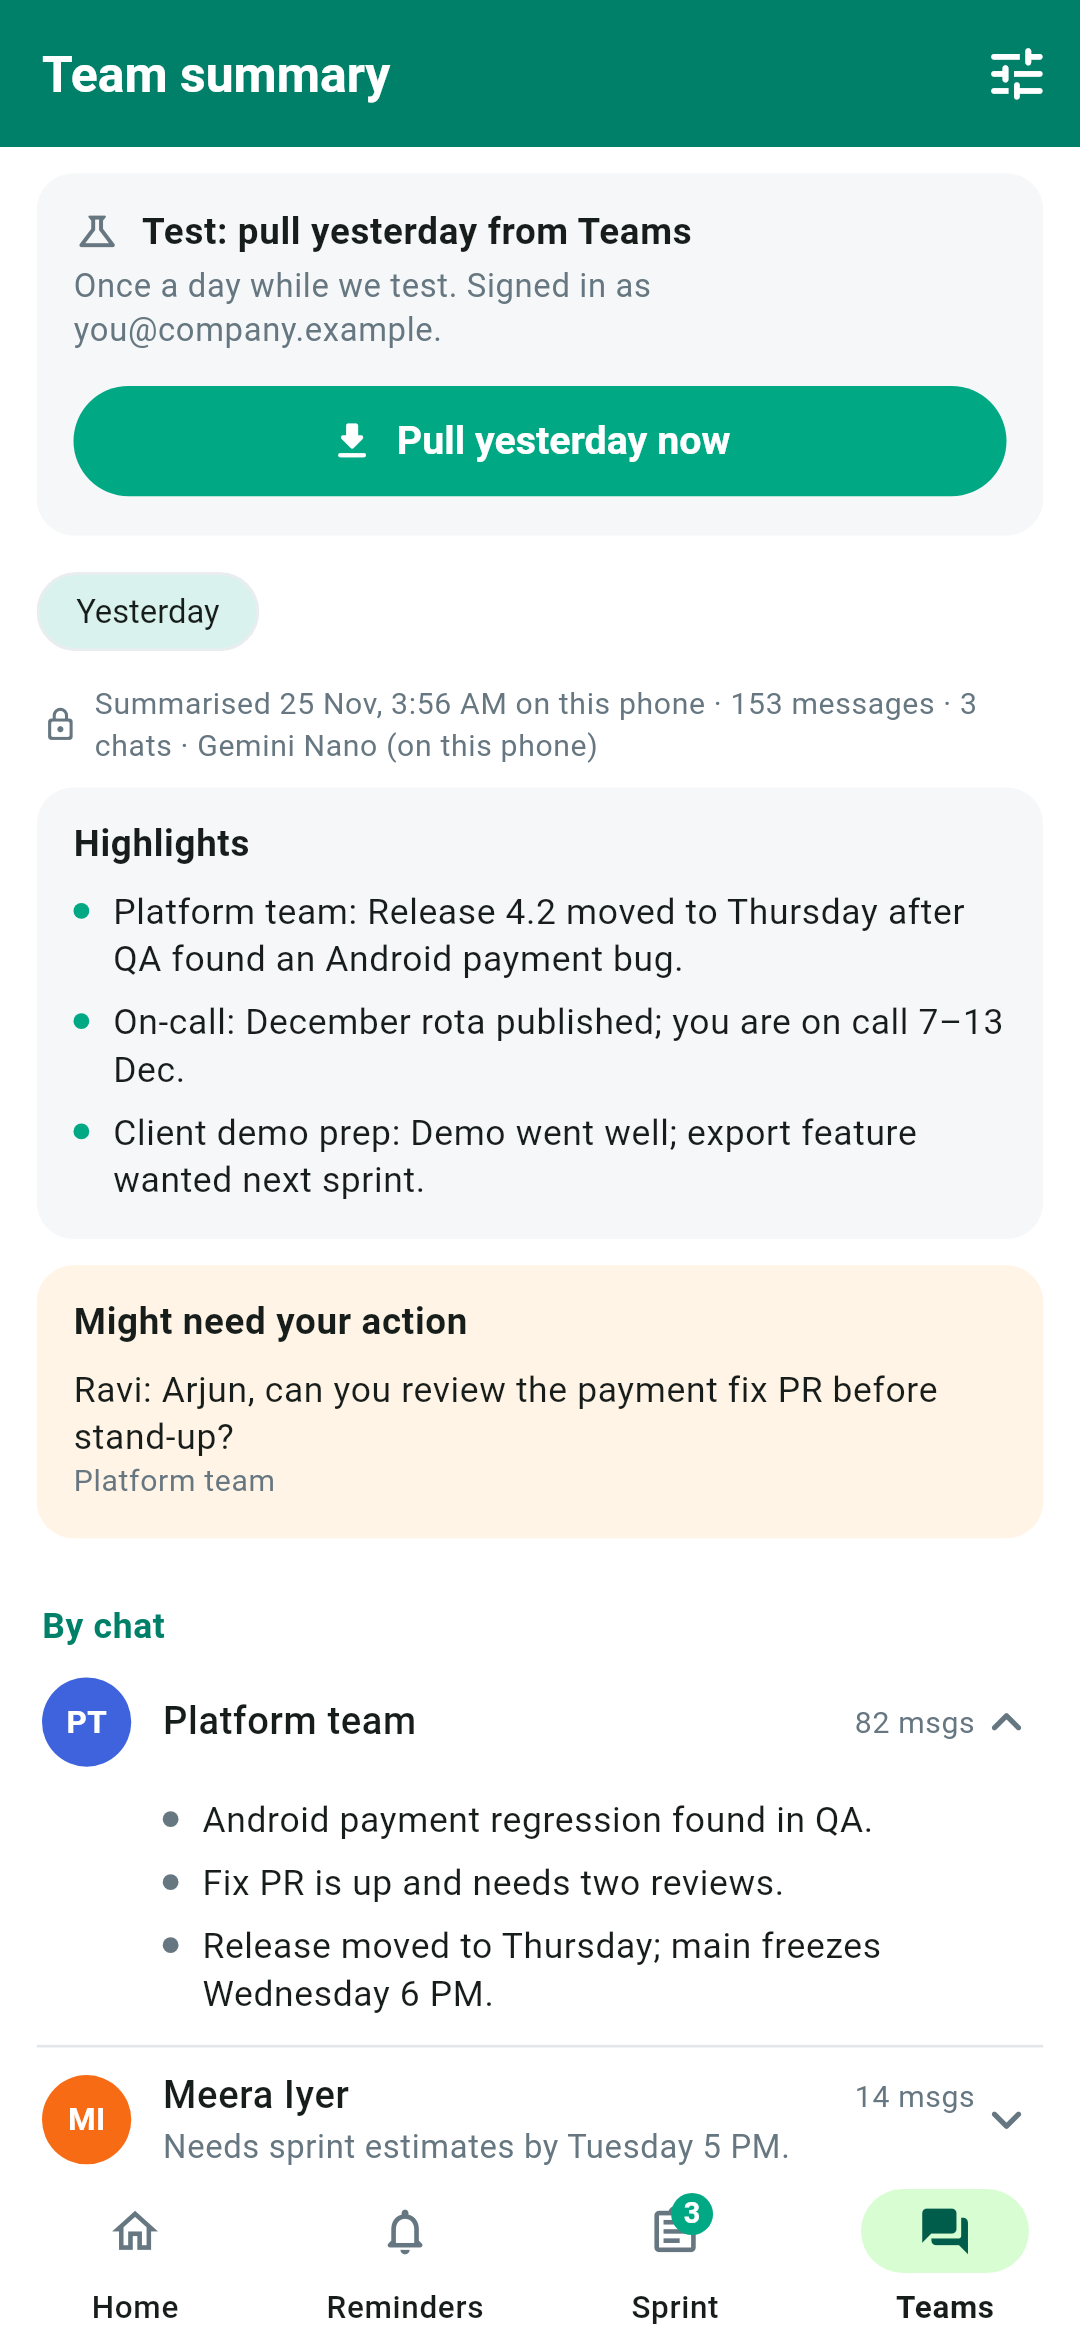 Team summary
Test: pull yesterday from Teams
Once a day while we test. Signed in as
you@company.example.
Pull yesterday now
Yesterday
Summarised 25 Nov, 3:56 AM on this phone · 153 messages · 3
chats · Gemini Nano (on this phone)
Highlights
Platform team: Release 4.2 moved to Thursday after
QA found an Android payment bug.
On-call: December rota published; you are on call 7–13
Dec.
Client demo prep: Demo went well; export feature
wanted next sprint.
Might need your action
Ravi: Arjun, can you review the payment fix PR before
stand-up?
Platform team
By chat
PT
Platform team
82 msgs
Android payment regression found in QA.
Fix PR is up and needs two reviews.
Release moved to Thursday; main freezes
Wednesday 6 PM.
MI
Meera Iyer
14 msgs
Needs sprint estimates by Tuesday 5 PM.
3
Home
Reminders
Sprint
Teams